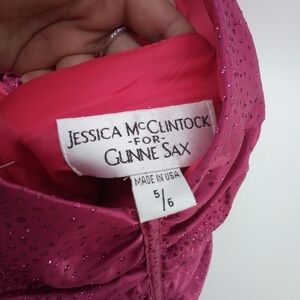 JESSICA MCCLINTOCK
-FOR-
GUNNE SAX
MADE IN USA
5/6